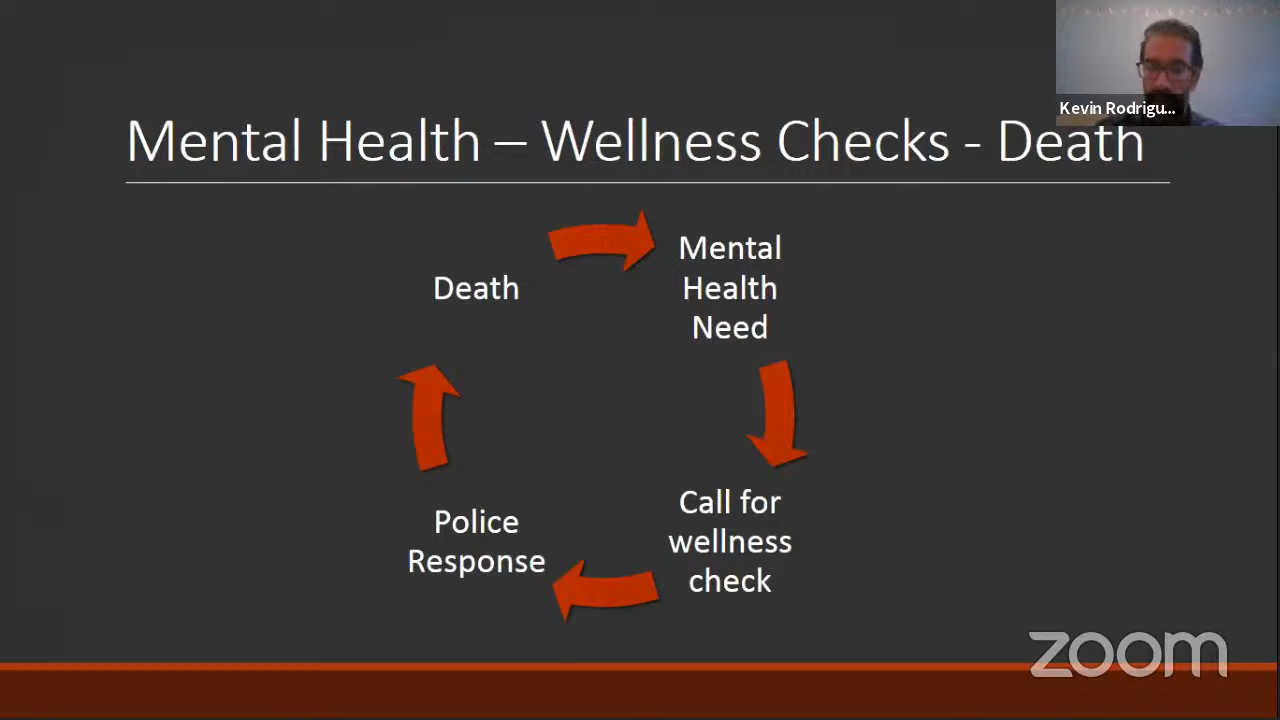 Kevin Rodrigu...
Mental Health – Wellness Checks - Death
Death
Mental
Health
Need
Police
Response
Call for
wellness
check
zoom